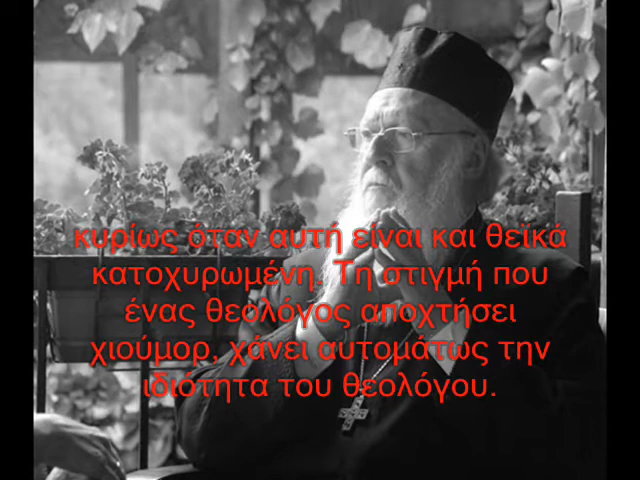 κυρίως όταν αυτή είναι και θεϊκά
κατοχυρωμένη. Τη στιγμή που
ένας θεολόγος αποχτήσει
χιούμορ, χάνει αυτομάτως την
ιδιότητα του θεολόγου.